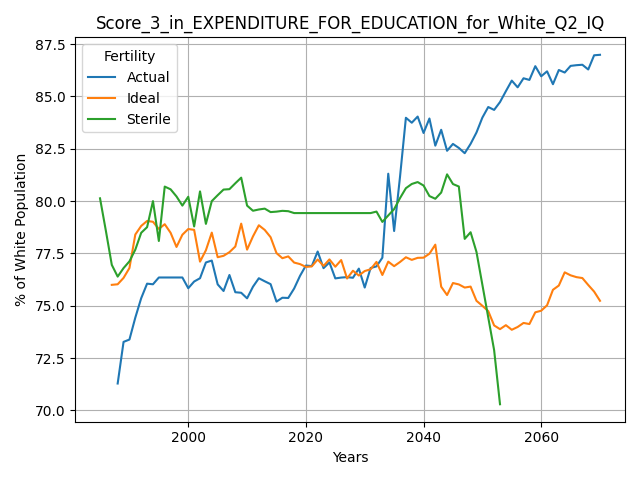 Score_3_in_EXPENDITURE_FOR_EDUCATION_for_White_Q2_IQ
87.5
85.0
82.5
80.0
77.5
75.0
72.5
70.0
% of White Population
Fertility
Actual
Ideal
Sterile
2000
2020
2040
2060
Years